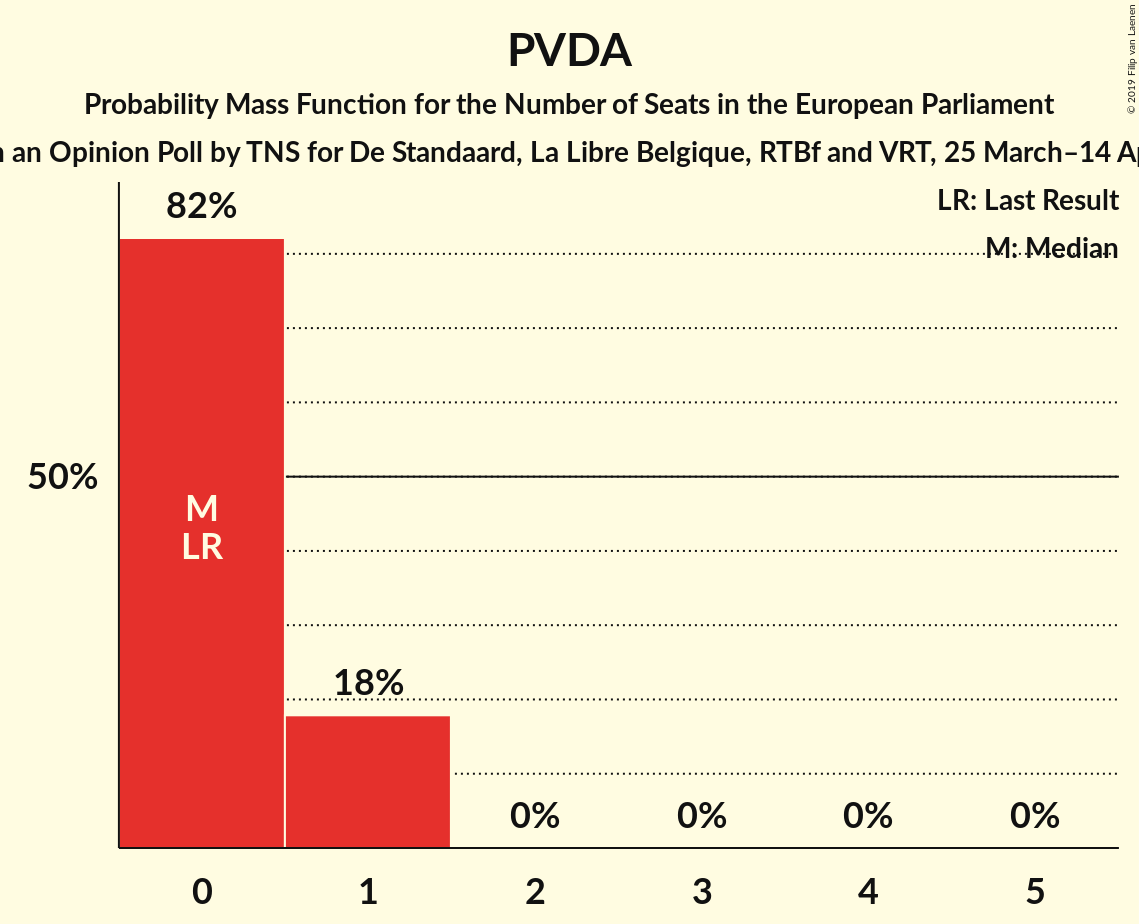 PVDA
Probability Mass Function for the Number of Seats in the European Parliament
an Opinion Poll by TNS for De Standaard, La Libre Belgique, RTBf and VRT, 25 March–14
© 2019 Filip van Laenen
LR: Last Result
M: Median
82%
50%
M
LR
18%
0% 0% 0% 0%
0 1 2 3 4 5